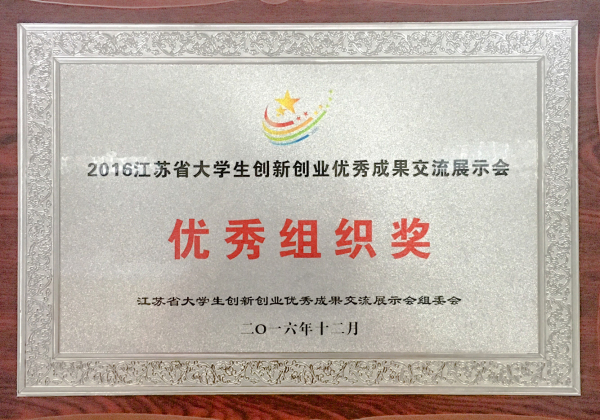 2016江苏省大学生创新创业优秀成果交流展示会
优秀组织奖
江苏省大学生创新创业优秀成果交流展示会组委会
二〇一六年十二月